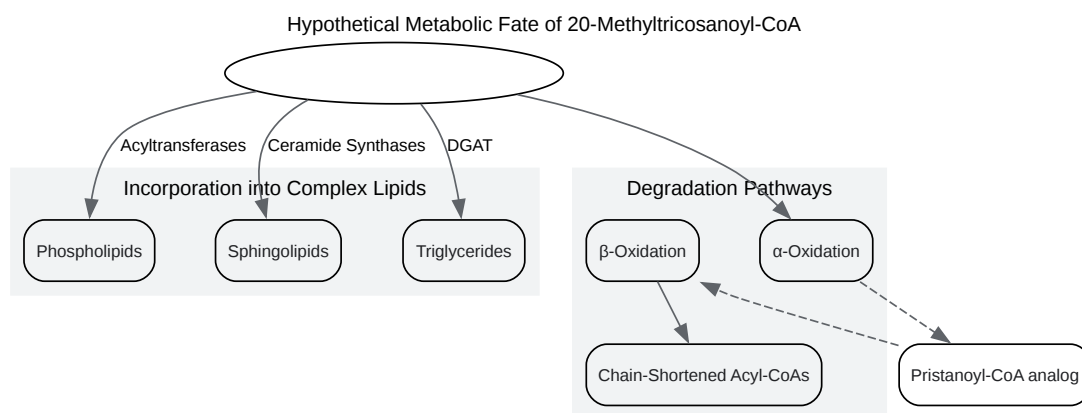 Hypothetical Metabolic Fate of 20-Methyltricosanoyl-CoA
Acyltransferases
Ceramide Synthases
DGAT
Incorporation into Complex Lipids
Degradation Pathways
Phospholipids
Sphingolipids
Triglycerides
β-Oxidation
α-Oxidation
Chain-Shortened Acyl-CoAs
Pristanoyl-CoA analog